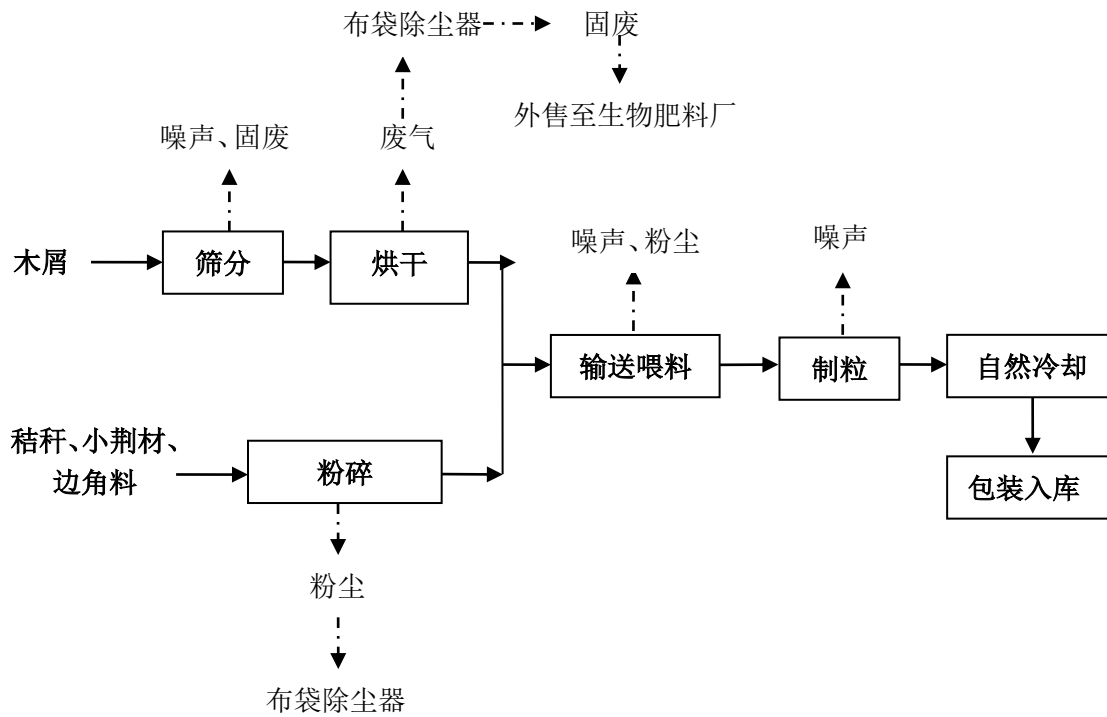 布袋除尘器
固废
外售至生物肥料厂
噪声、固废
废气
木屑
筛分
烘干
噪声、粉尘
噪声
输送喂料
制粒
自然冷却
秸秆、小荆材、
边角料
粉碎
包装入库
粉尘
布袋除尘器